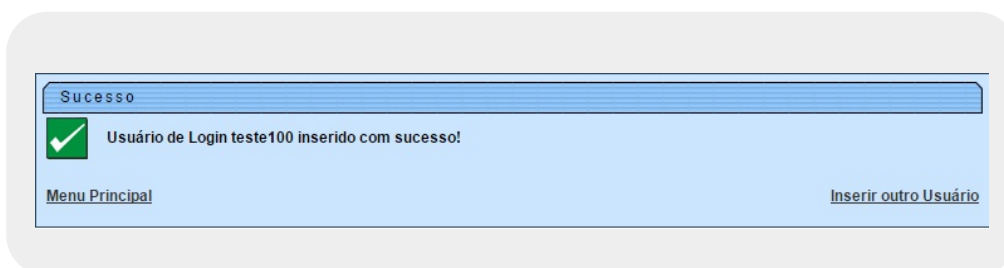 Sucesso
Usuário de Login teste100 inserido com sucesso!
Menu Principal
Inserir outro Usuário